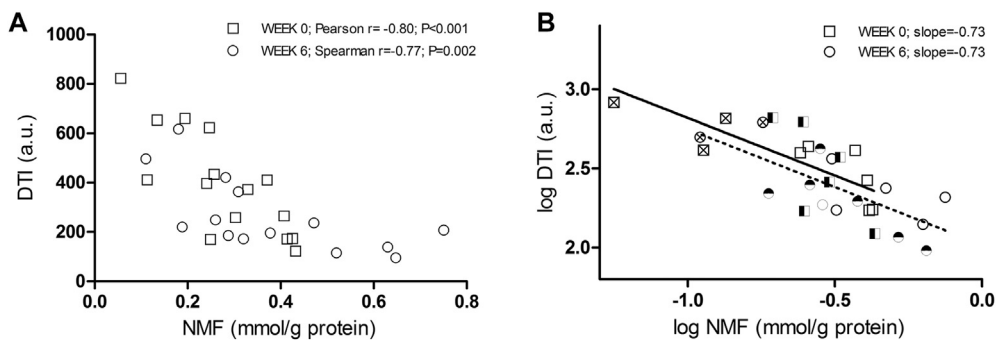 A
WEEK 0; Pearson r= -0.80; P<0.001
WEEK 6; Spearman r=-0.77; P=0.002
1000
800
600
400
200
0
DTI (a.u.)
0.0 0.2 0.4 0.6 0.8
NMF (mmol/g protein)
B
WEEK 0; slope=-0.73
WEEK 6; slope=-0.73
3.0
2.5
2.0
log DTI (a.u.)
-1.0 -0.5 0.0
log NMF (mmol/g protein)